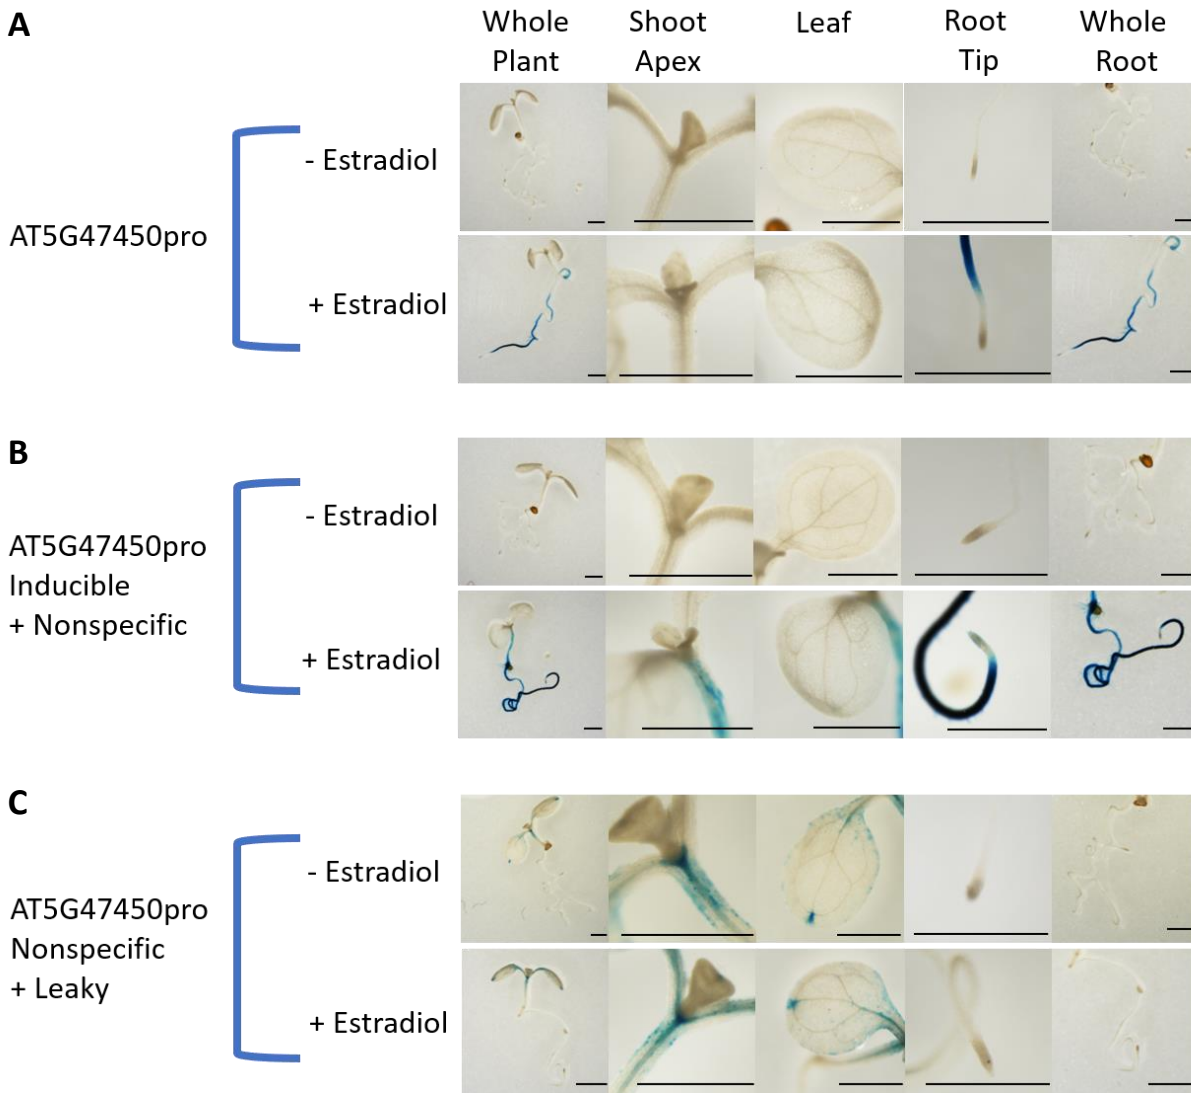 A
Whole Plant
Shoot Apex
Leaf
Root Tip
Whole Root
AT5G47450pro
- Estradiol
+ Estradiol
B
AT5G47450pro
Inducible
+ Nonspecific
- Estradiol
+ Estradiol
C
AT5G47450pro
Nonspecific
+ Leaky
- Estradiol
+ Estradiol